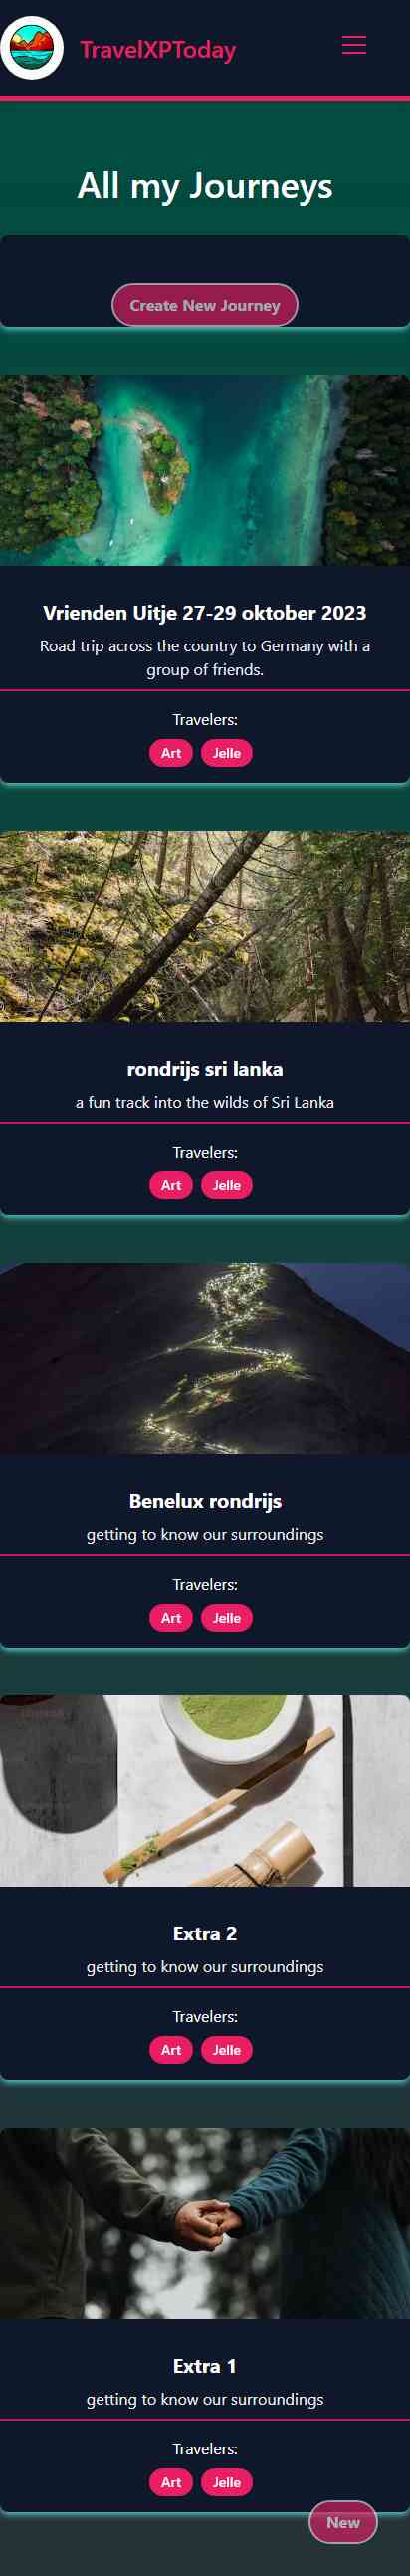 TravelXPToday
All my Journeys
Create New Journey
Vrienden Uitje 27-29 oktober 2023
Road trip across the country to Germany with a
group of friends.
Travelers:
Art Jelle
rondrijs sri lanka
a fun track into the wilds of Sri Lanka
Travelers:
Art Jelle
Benelux rondrijs
getting to know our surroundings
Travelers:
Art Jelle
Extra 2
getting to know our surroundings
Travelers:
Art Jelle
Extra 1
getting to know our surroundings
Travelers:
Art Jelle
New